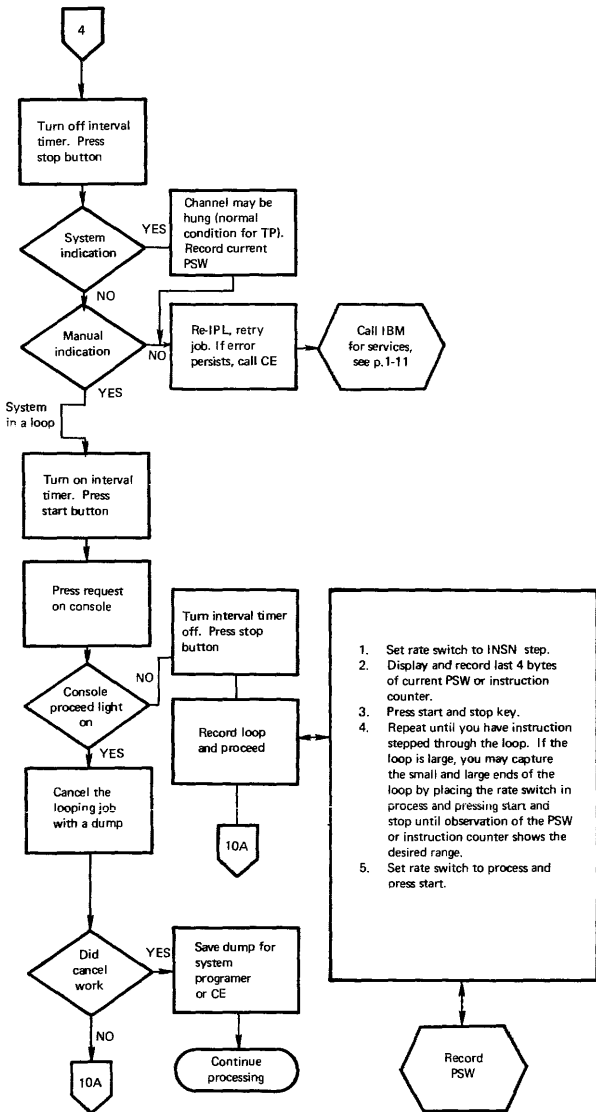 4
Turn off interval
timer. Press
stop button
System
indication
YES
Channel may be
hung (normal
condition for TP).
Record current
PSW
NO
Manual
indication
NO
Re-IPL, retry
job. If error
persists, call CE
Call IBM
for services,
see p.1-11
YES
System
in a loop
Turn on interval
timer. Press
start button
Press request
on console
Console
proceed light
on
NO
Turn interval timer
off. Press stop
button
Record loop
and proceed
10A
YES
Cancel the
looping job
with a dump
Did
cancel
work
YES
Save dump for
system
programer
or CE
Continue
processing
NO
10A
1. Set rate switch to INSN step.
2. Display and record last 4 bytes
of current PSW or instruction
counter.
3. Press start and stop key.
4. Repeat until you have instruction
stepped through the loop. If the
loop is large, you may capture
the small and large ends of the
loop by placing the rate switch in
process and pressing start and
stop until observation of the PSW
or instruction counter shows the
desired range.
5. Set rate switch to process and
press start.
Record
PSW